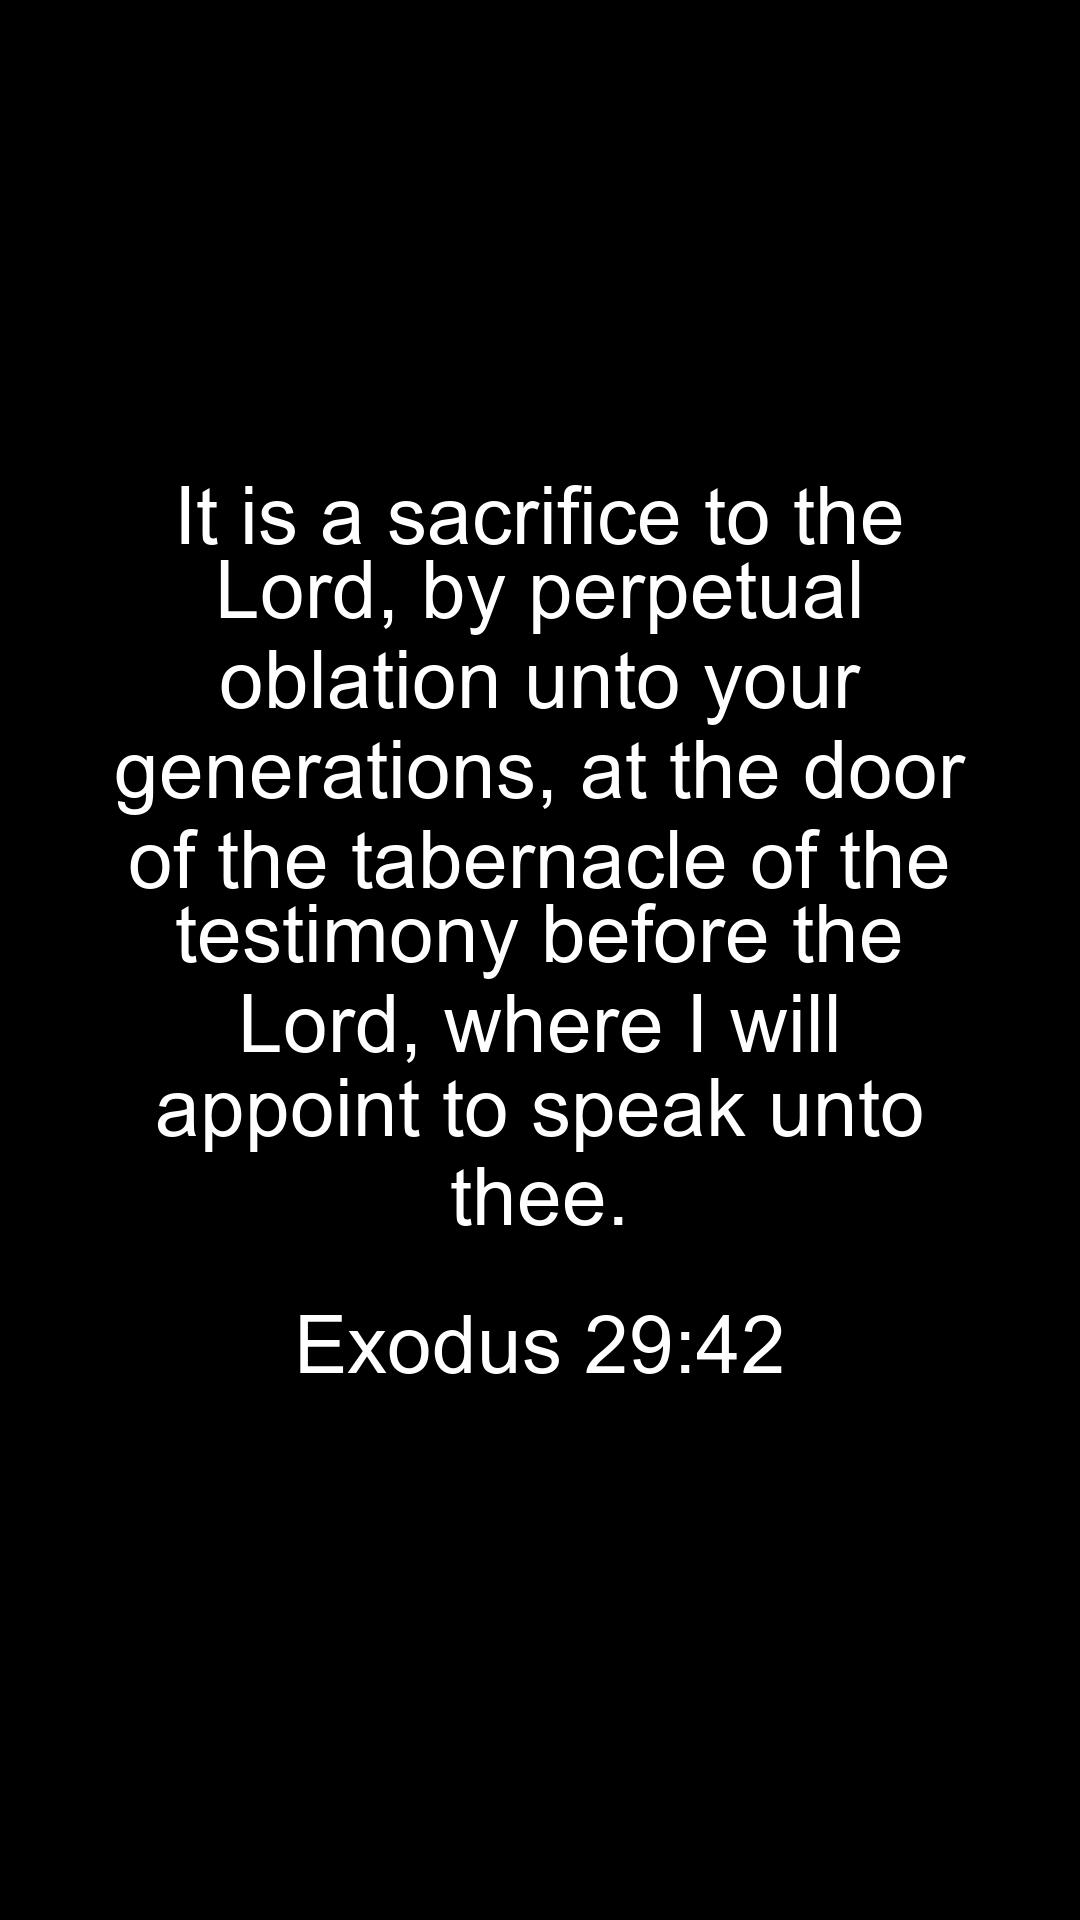 It is a sacrifice to the
Lord, by perpetual
oblation unto your
generations, at the door
of the tabernacle of the
testimony before the
Lord, where I will
appoint to speak unto
thee.
Exodus 29:42